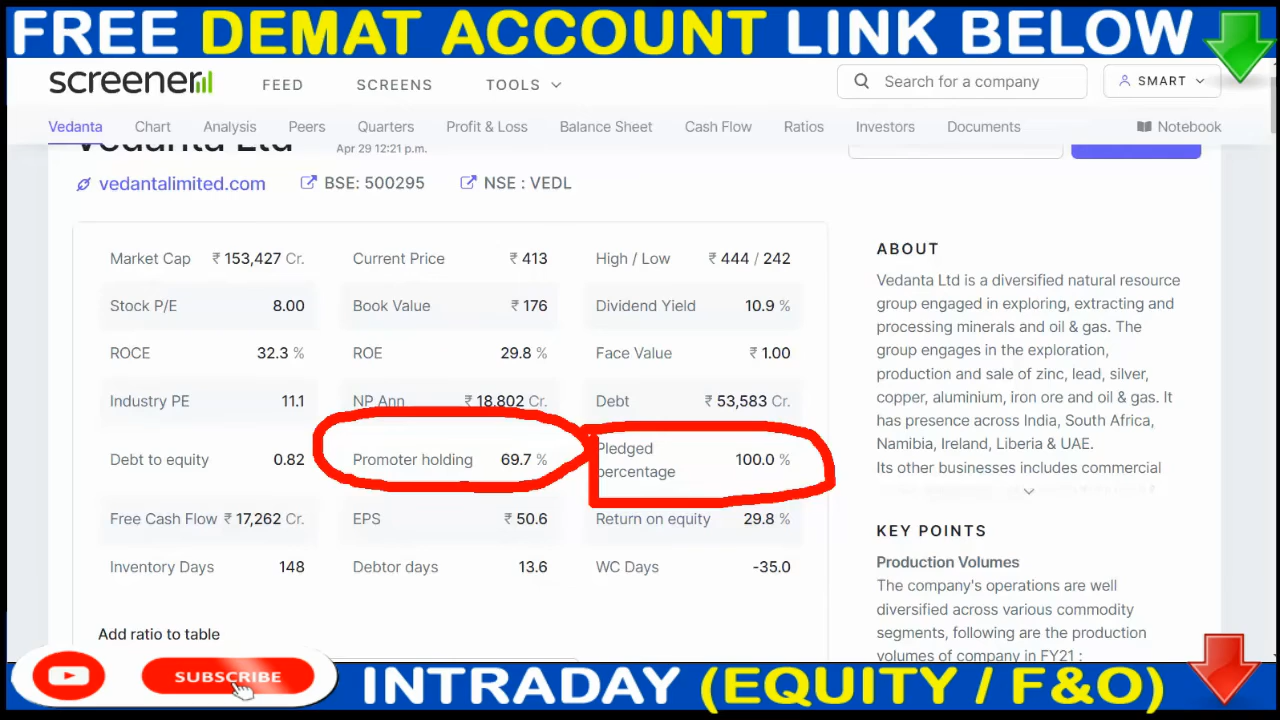 FREE DEMAT ACCOUNT LINK BELOW
screener
FEED SCREENS TOOLS
Search for a company
SMART
Vedanta Chart Analysis Peers Quarters Profit & Loss Balance Sheet Cash Flow Ratios Investors Documents Notebook
Vedanta Ltd
Apr 29 12:21 p.m.
vedantalimited.com BSE: 500295 NSE : VEDL
Market Cap ₹ 153,427 Cr. Current Price ₹ 413 High / Low ₹ 444 / 242
Stock P/E 8.00 Book Value ₹ 176 Dividend Yield 10.9 %
ROCE 32.3 % ROE 29.8 % Face Value ₹ 1.00
Industry PE 11.1 NP Ann ₹ 18,802 Cr. Debt ₹ 53,583 Cr.
Debt to equity 0.82 Promoter holding 69.7 % Pledged percentage 100.0 %
Free Cash Flow ₹ 17,262 Cr. EPS ₹ 50.6 Return on equity 29.8 %
Inventory Days 148 Debtor days 13.6 WC Days -35.0
Add ratio to table
ABOUT
Vedanta Ltd is a diversified natural resource
group engaged in exploring, extracting and
processing minerals and oil & gas. The
group engages in the exploration,
production and sale of zinc, lead, silver,
copper, aluminium, iron ore and oil & gas. It
has presence across India, South Africa,
Namibia, Ireland, Liberia & UAE.
Its other businesses includes commercial
KEY POINTS
Production Volumes
The company's operations are well
diversified across various commodity
segments, following are the production
volumes of company in FY21 :
SUBSCRIBE
INTRADAY (EQUITY / F&O)